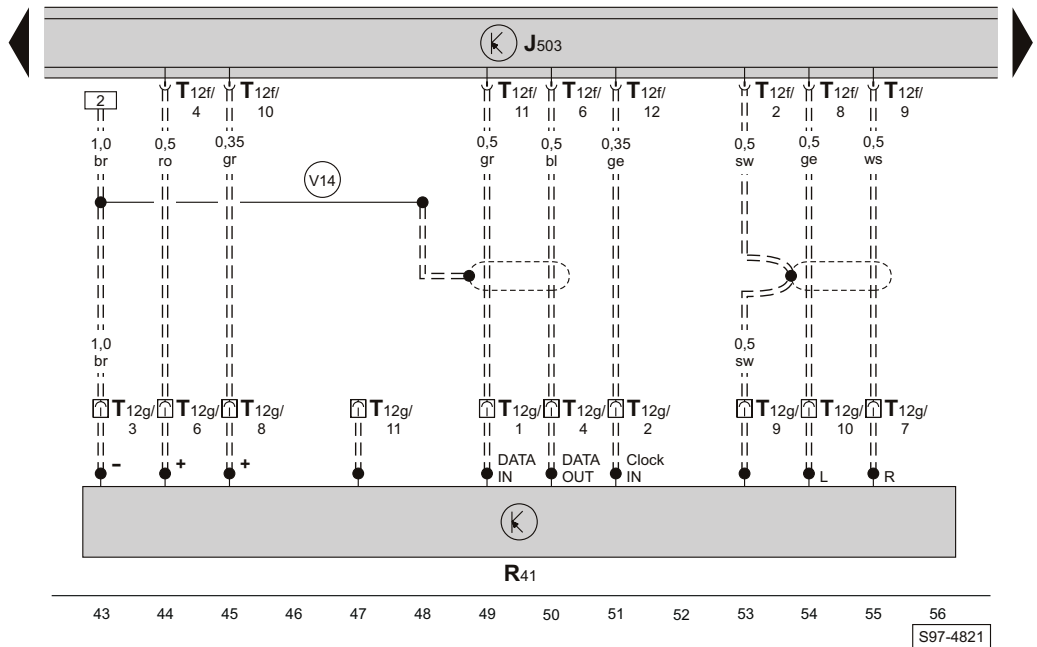 J503
T12f/ T12f/ T12f/ T12f/ T12f/ T12f/ T12f/ T12f/
2 4 10 11 6 12 2 8 9
1,0 0,5 0,35 0,5 0,5 0,35 0,5 0,5 0,5
br ro gr gr bl ge sw ge ws
V14
1,0 0,5
br sw
T12g/ T12g/ T12g/ T12g/ T12g/ T12g/ T12g/ T12g/ T12g/ T12g/
3 6 8 11 1 4 2 9 10 7
- + + DATA DATA Clock
IN OUT IN L R
R41
43 44 45 46 47 48 49 50 51 52 53 54 55 56
S97-4821